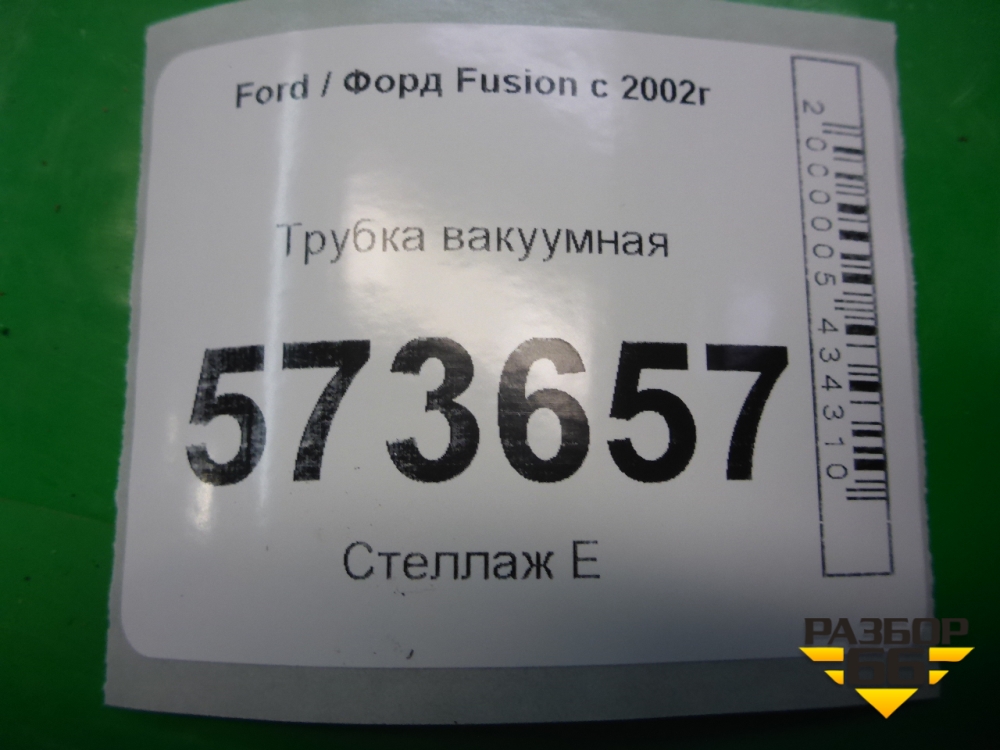 Ford / Форд Fusion с 2002г
Трубка вакуумная
573657
Стеллаж Е
2000005434310
РАЗБОР
66